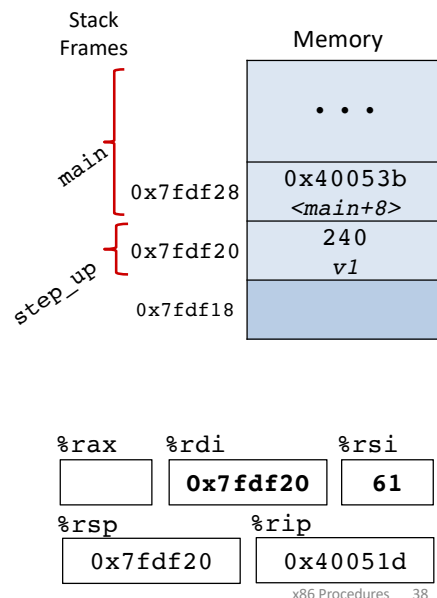 Stack
Frames
Memory
• • •
main
0x7fdf28
0x40053b
<main+8>
step_up
0x7fdf20
240
v1
0x7fdf18
%rax
%rdi
%rsi
0x7fdf20
61
%rsp
%rip
0x7fdf20
0x40051d
x86 Procedures 38